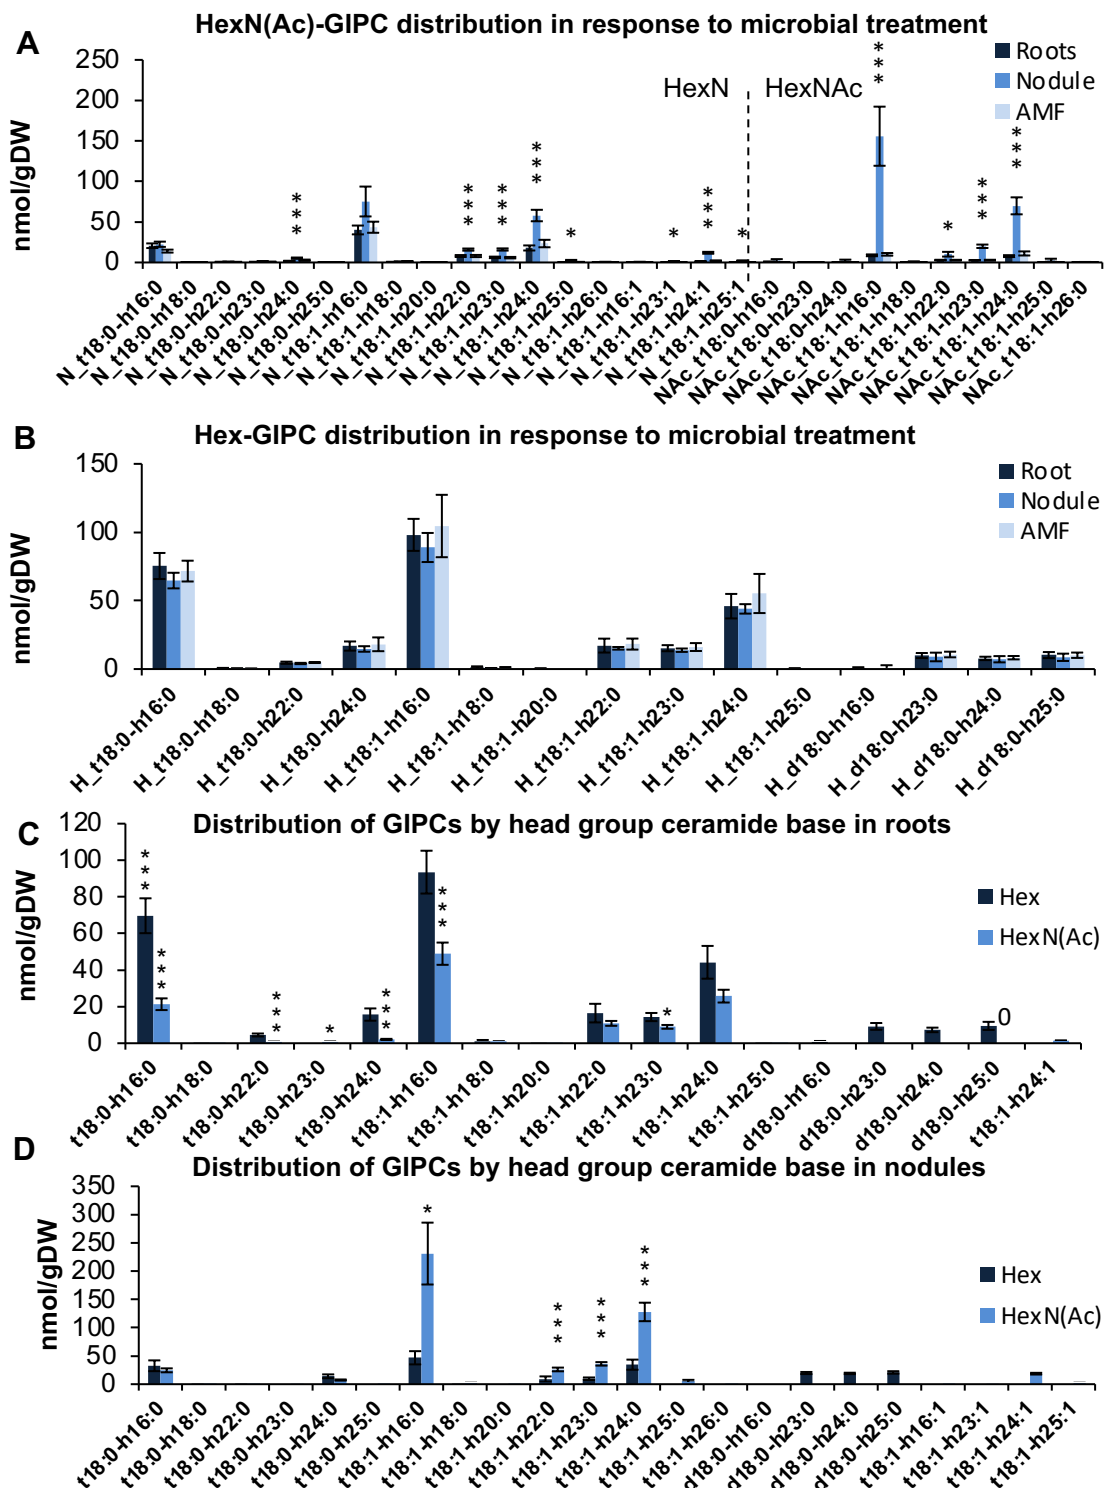 A
HexN(Ac)-GIPC distribution in response to microbial treatment
nmol/gDW
250
200
150
100
50
0
HexN
HexNAc
Roots
Nodule
AMF
***
***
***
***
*
*
***
*
***
*
***
***
N_t18:0-h16:0
N_t18:0-h18:0
N_t18:0-h22:0
N_t18:0-h23:0
N_t18:0-h24:0
N_t18:0-h25:0
N_t18:1-h16:0
N_t18:1-h18:0
N_t18:1-h20:0
N_t18:1-h22:0
N_t18:1-h23:0
N_t18:1-h24:0
N_t18:1-h25:0
N_t18:1-h26:0
N_t18:1-h16:1
N_t18:1-h23:1
N_t18:1-h24:1
N_t18:1-h25:1
NAc_t18:0-h16:0
NAc_t18:0-h23:0
NAc_t18:0-h24:0
NAc_t18:1-h16:0
NAc_t18:1-h18:0
NAc_t18:1-h22:0
NAc_t18:1-h23:0
NAc_t18:1-h24:0
NAc_t18:1-h25:0
NAc_t18:1-h26:0
B
Hex-GIPC distribution in response to microbial treatment
nmol/gDW
150
100
50
0
Root
Nodule
AMF
H_t18:0-h16:0
H_t18:0-h18:0
H_t18:0-h22:0
H_t18:0-h24:0
H_t18:1-h16:0
H_t18:1-h18:0
H_t18:1-h20:0
H_t18:1-h22:0
H_t18:1-h23:0
H_t18:1-h24:0
H_t18:1-h25:0
H_d18:0-h16:0
H_d18:0-h23:0
H_d18:0-h24:0
H_d18:0-h25:0
C
Distribution of GIPCs by head group ceramide base in roots
nmol/gDW
120
100
80
60
40
20
0
Hex
HexN(Ac)
***
***
***
*
***
***
*
0
t18:0-h16:0
t18:0-h18:0
t18:0-h22:0
t18:0-h23:0
t18:0-h24:0
t18:1-h16:0
t18:1-h18:0
t18:1-h20:0
t18:1-h22:0
t18:1-h23:0
t18:1-h24:0
t18:1-h25:0
d18:0-h16:0
d18:0-h23:0
d18:0-h24:0
d18:0-h25:0
t18:1-h24:1
D
Distribution of GIPCs by head group ceramide base in nodules
nmol/gDW
350
300
250
200
150
100
50
0
Hex
HexN(Ac)
*
***
***
***
t18:0-h16:0
t18:0-h18:0
t18:0-h22:0
t18:0-h23:0
t18:0-h24:0
t18:0-h25:0
t18:1-h16:0
t18:1-h18:0
t18:1-h20:0
t18:1-h22:0
t18:1-h23:0
t18:1-h24:0
t18:1-h25:0
t18:1-h26:0
d18:0-h16:0
d18:0-h23:0
d18:0-h24:0
d18:0-h25:0
t18:1-h16:1
t18:1-h23:1
t18:1-h24:1
t18:1-h25:1